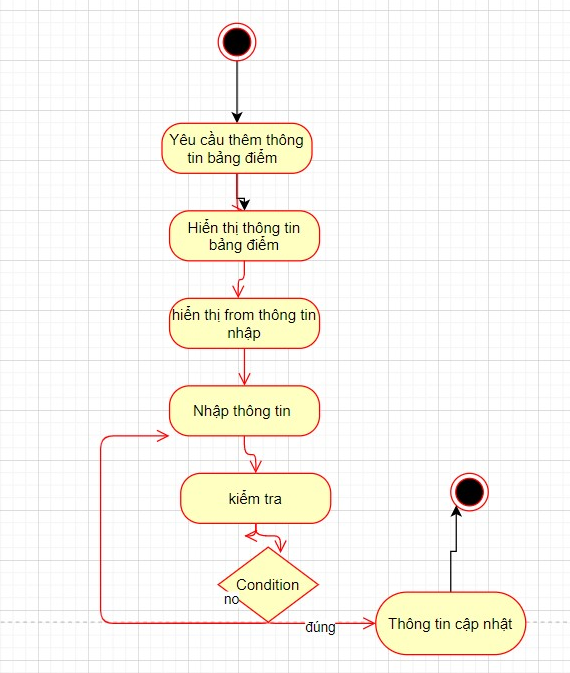 Yêu cầu thêm thông
tin bảng điểm
Hiển thị thông tin
bảng điểm
hiển thị from thông tin
nhập
Nhập thông tin
kiểm tra
Condition
no
đúng
Thông tin cập nhật